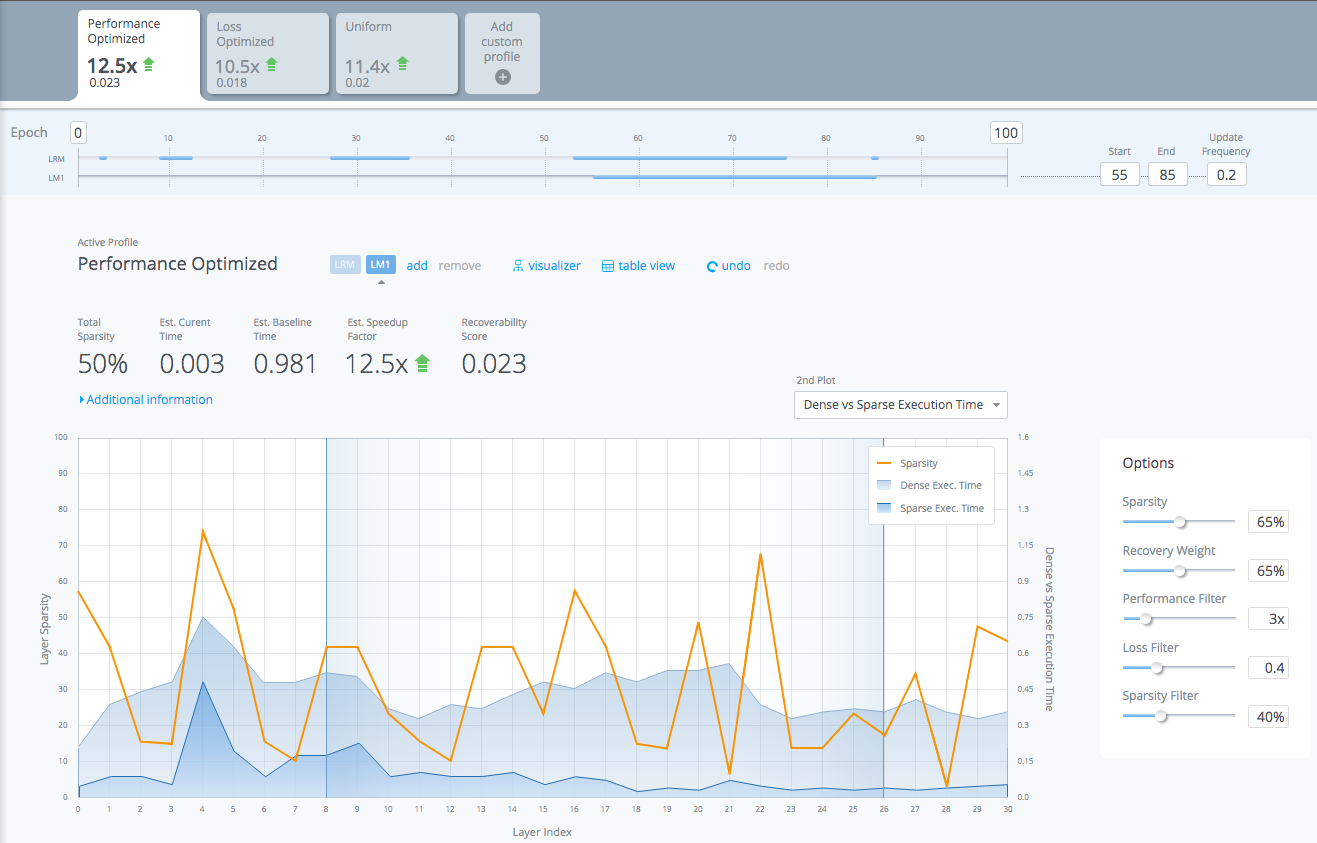 Performance
Optimized
12.5x
0.023
Loss
Optimized
10.5x
0.018
Uniform
11.4x
0.02
Add
custom
profile
Epoch
0
10
20
30
40
50
60
70
80
90
100
LRM
LM1
Start
End
Update
Frequency
55
85
0.2
Active Profile
Performance Optimized
LRM
LM1
add
remove
visualizer
table view
undo
redo
Total
Sparsity
50%
Est. Curent
Time
0.003
Est. Baseline
Time
0.981
Est. Speedup
Factor
12.5x
Recoverability
Score
0.023
Additional information
2nd Plot
Dense vs Sparse Execution Time
Layer Sparsity
100
90
80
70
60
50
40
30
20
10
0
Sparsity
Dense Exec. Time
Sparse Exec. Time
1.6
1.45
1.3
1.15
0.9
0.75
0.6
0.45
0.3
0.15
0.0
Dense vs Sparse Execution Time
0 1 2 3 4 5 6 7 8 9 10 11 12 13 14 15 16 17 18 19 20 21 22 23 24 25 26 27 28 29 30
Layer Index
Options
Sparsity
65%
Recovery Weight
65%
Performance Filter
3x
Loss Filter
0.4
Sparsity Filter
40%